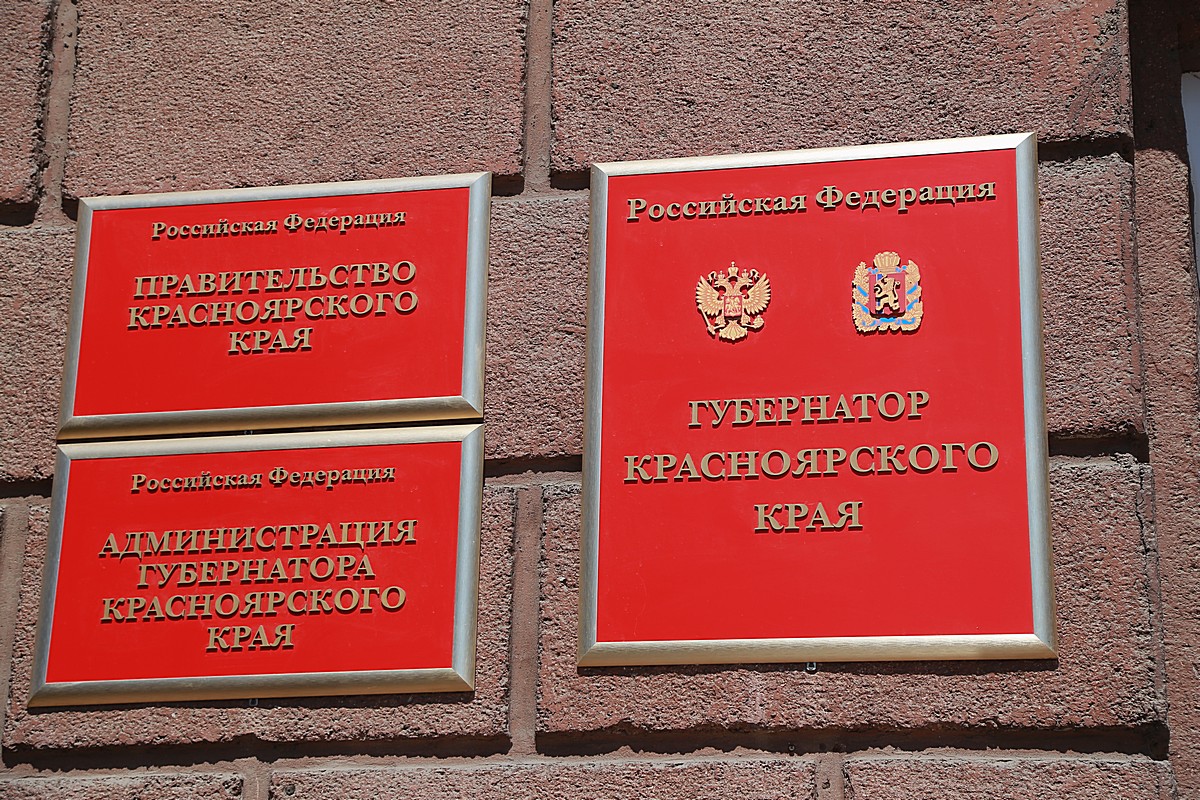 Российская Федерация
ПРАВИТЕЛЬСТВО
КРАСНОЯРСКОГО
КРАЯ
Российская Федерация
АДМИНИСТРАЦИЯ
ГУБЕРНАТОРА
КРАСНОЯРСКОГО
КРАЯ
Российская Федерация
ГУБЕРНАТОР
КРАСНОЯРСКОГО
КРАЯ